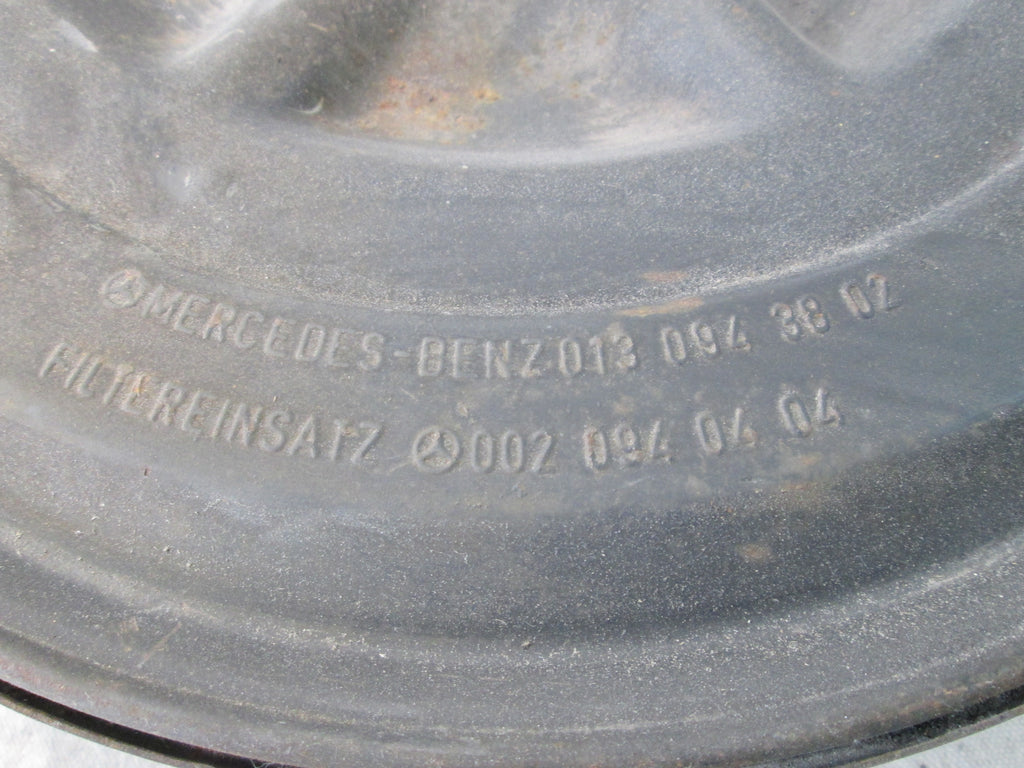 MERCEDES-BENZ 013 094 38 02
FILTEREINSATZ 002 094 04 04